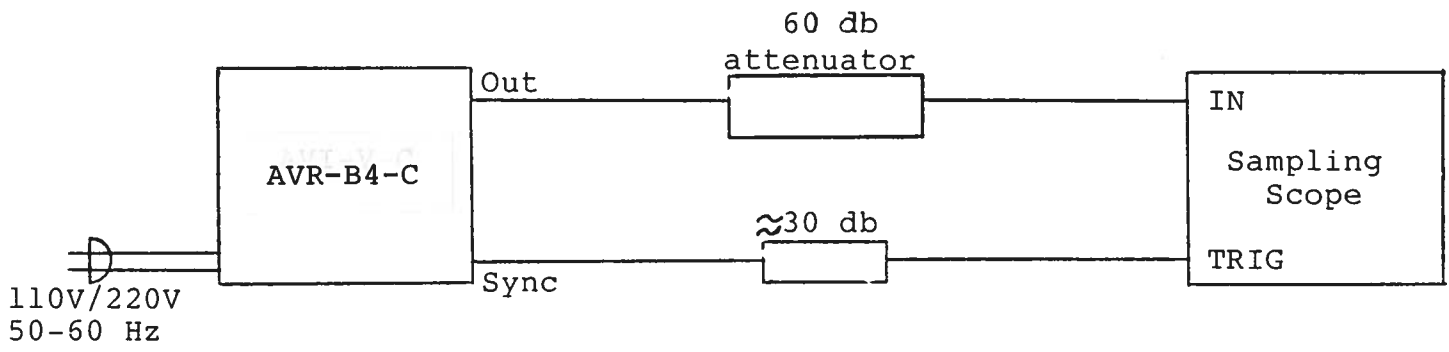 60 db
attenuator
Out
IN
AVR-B4-C
Sampling
Scope
≈30 db
TRIG
Sync
110V/220V
50-60 Hz